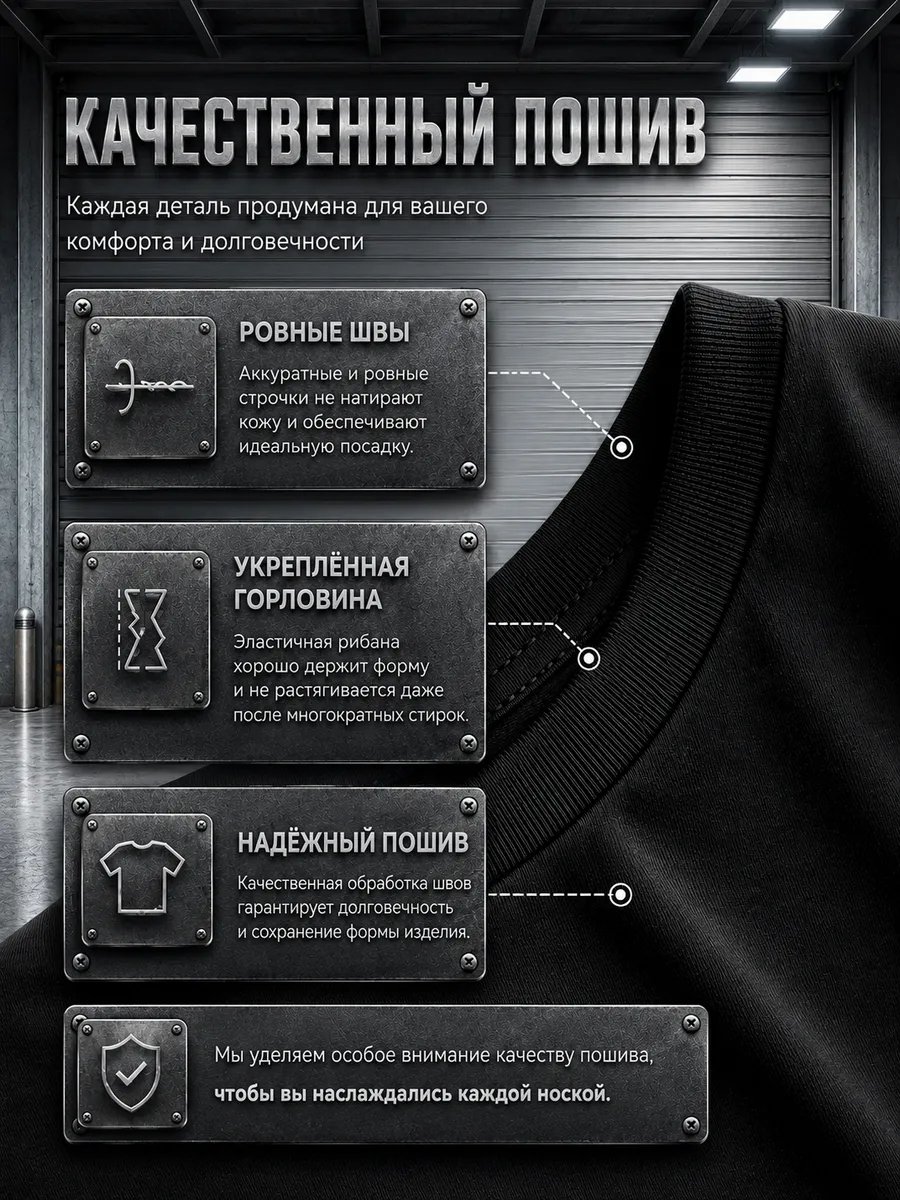 КАЧЕСТВЕННЫЙ ПОШИВ
Каждая деталь продумана для вашего
комфорта и долговечности
РОВНЫЕ ШВЫ
Аккуратные и ровные
строчки не натирают
кожу и обеспечивают
идеальную посадку.
УКРЕПЛЁННАЯ
ГОРЛОВИНА
Эластичная рибана
хорошо держит форму
и не растягивается даже
после многократных стирок.
НАДЁЖНЫЙ ПОШИВ
Качественная обработка швов
гарантирует долговечность
и сохранение формы изделия.
Мы уделяем особое внимание качеству пошива,
чтобы вы наслаждались каждой ноской.